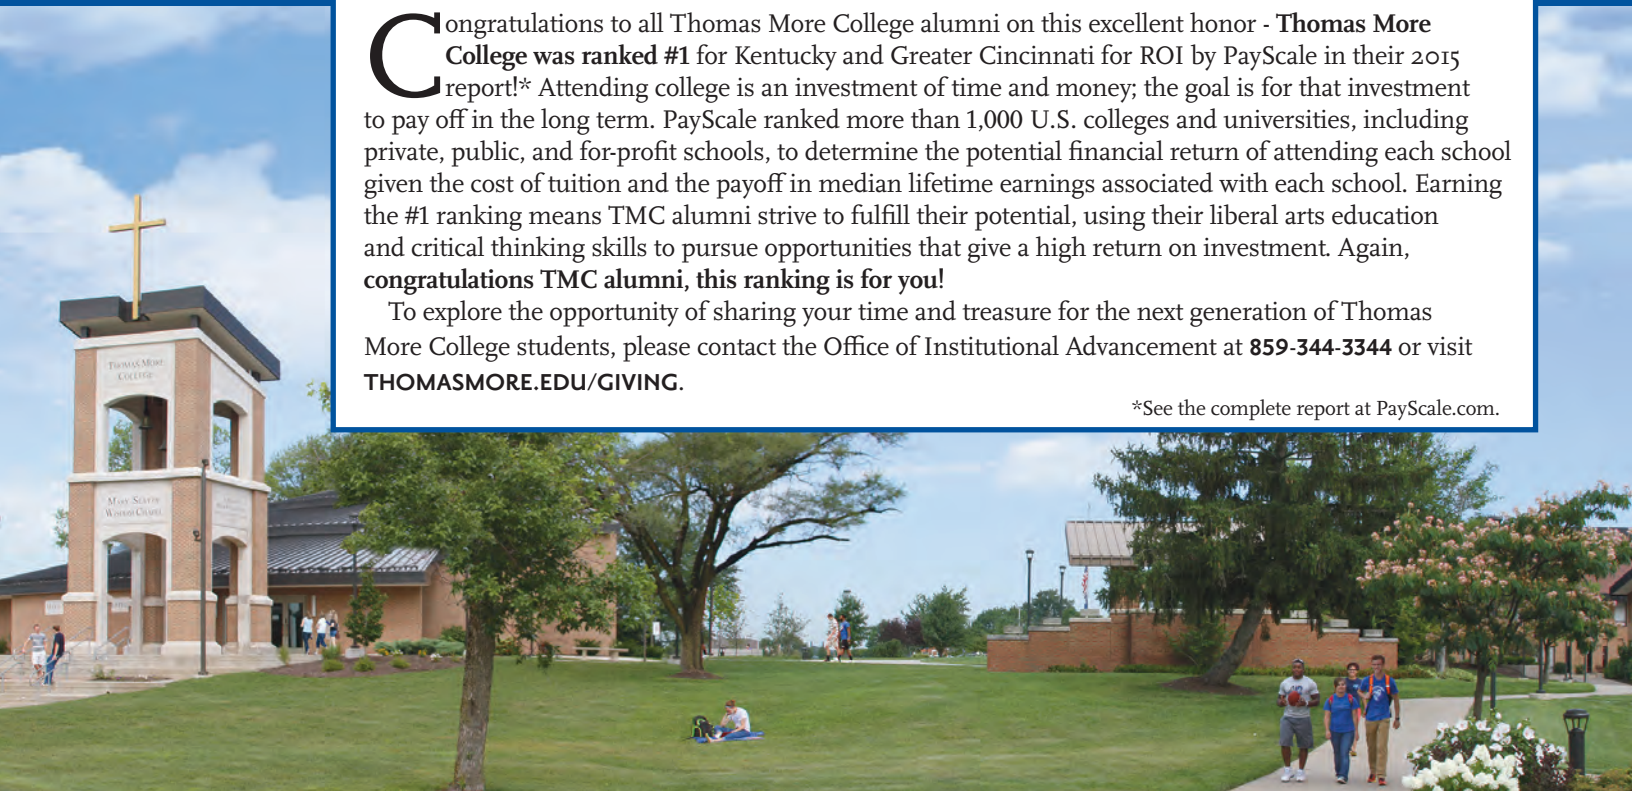 Congratulations to all Thomas More College alumni on this excellent honor - Thomas More
College was ranked #1 for Kentucky and Greater Cincinnati for ROI by PayScale in their 2015
report!* Attending college is an investment of time and money; the goal is for that investment
to pay off in the long term. PayScale ranked more than 1,000 U.S. colleges and universities, including
private, public, and for-profit schools, to determine the potential financial return of attending each school
given the cost of tuition and the payoff in median lifetime earnings associated with each school. Earning
the #1 ranking means TMC alumni strive to fulfill their potential, using their liberal arts education
and critical thinking skills to pursue opportunities that give a high return on investment. Again,
congratulations TMC alumni, this ranking is for you!
To explore the opportunity of sharing your time and treasure for the next generation of Thomas
More College students, please contact the Office of Institutional Advancement at 859-344-3344 or visit
THOMASMORE.EDU/GIVING.
*See the complete report at PayScale.com.
THOMAS MORE
COLLEGE
MARY SEAT OF
WISDOM CHAPEL